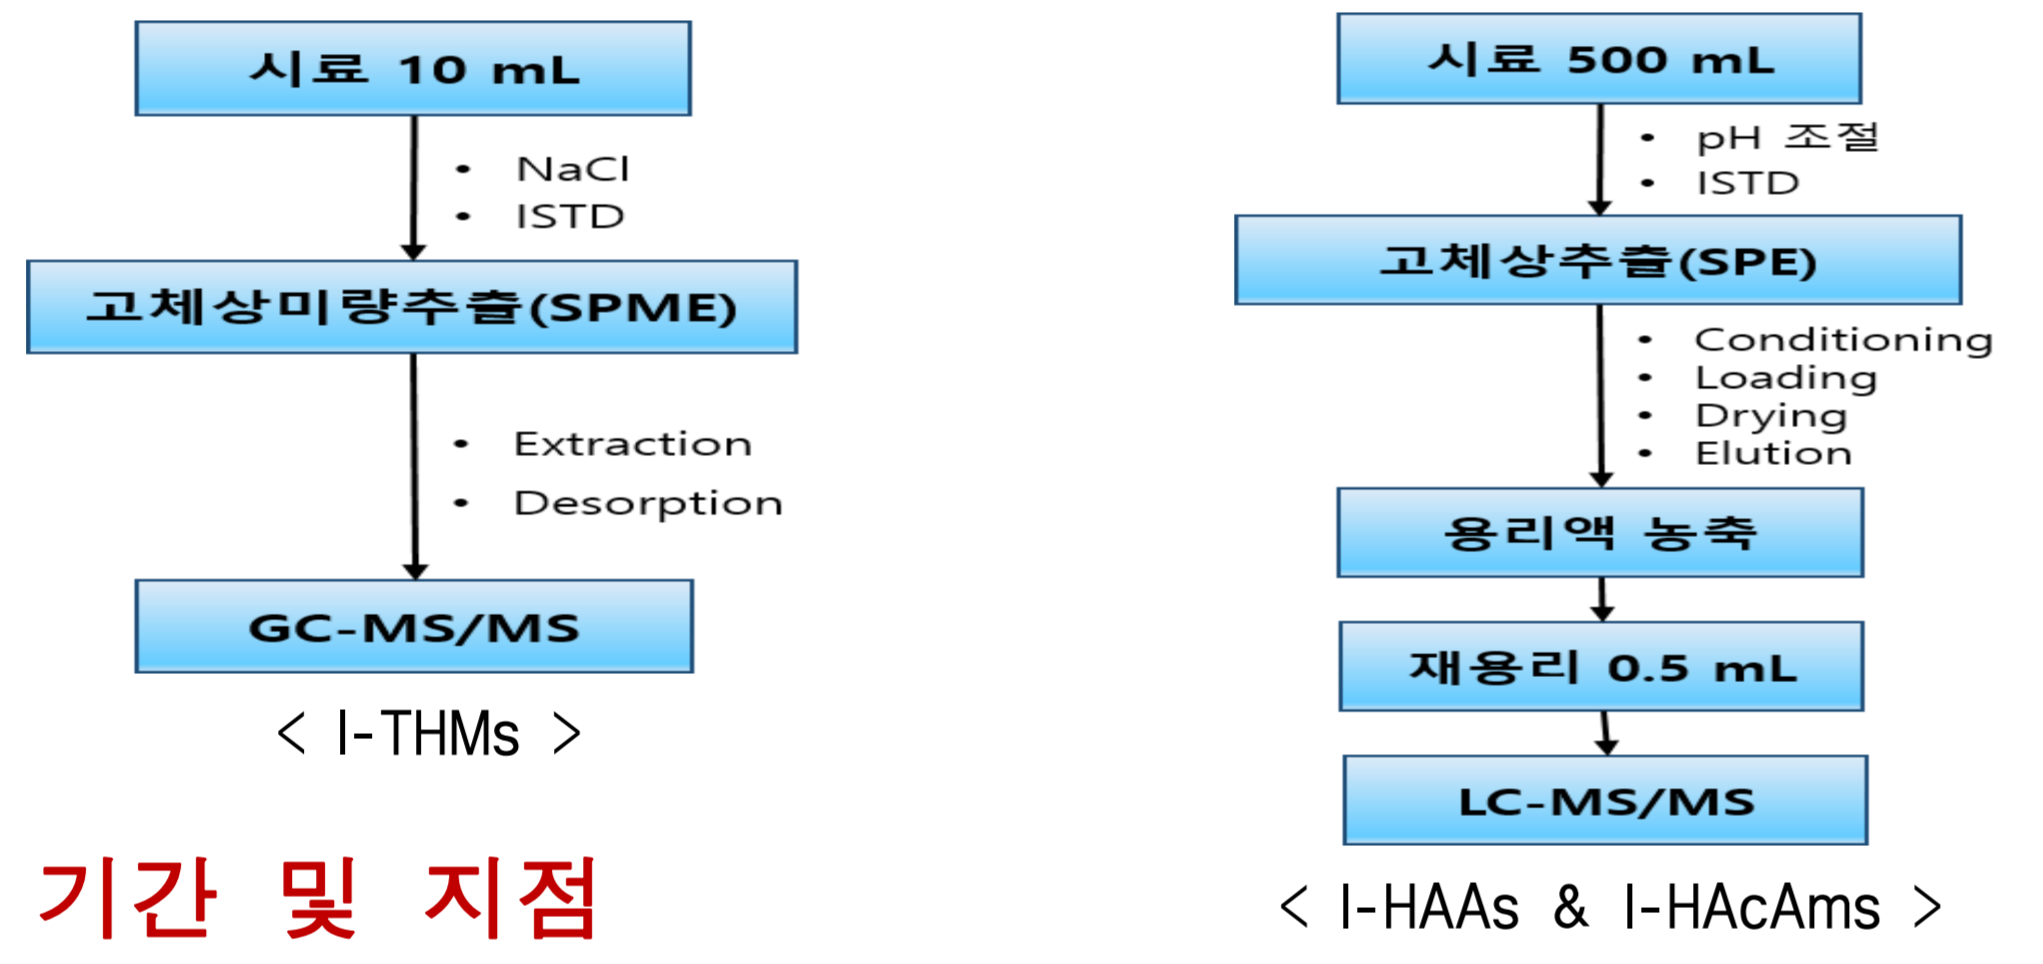 시료 10 mL
• NaCl
• ISTD
고체상미량추출(SPME)
• Extraction
• Desorption
GC-MS/MS
< I-THMs >
기간 및 지점
시료 500 mL
• pH 조절
• ISTD
고체상추출(SPE)
• Conditioning
• Loading
• Drying
• Elution
용리액 농축
재용리 0.5 mL
LC-MS/MS
< I-HAAs & I-HAcAms >